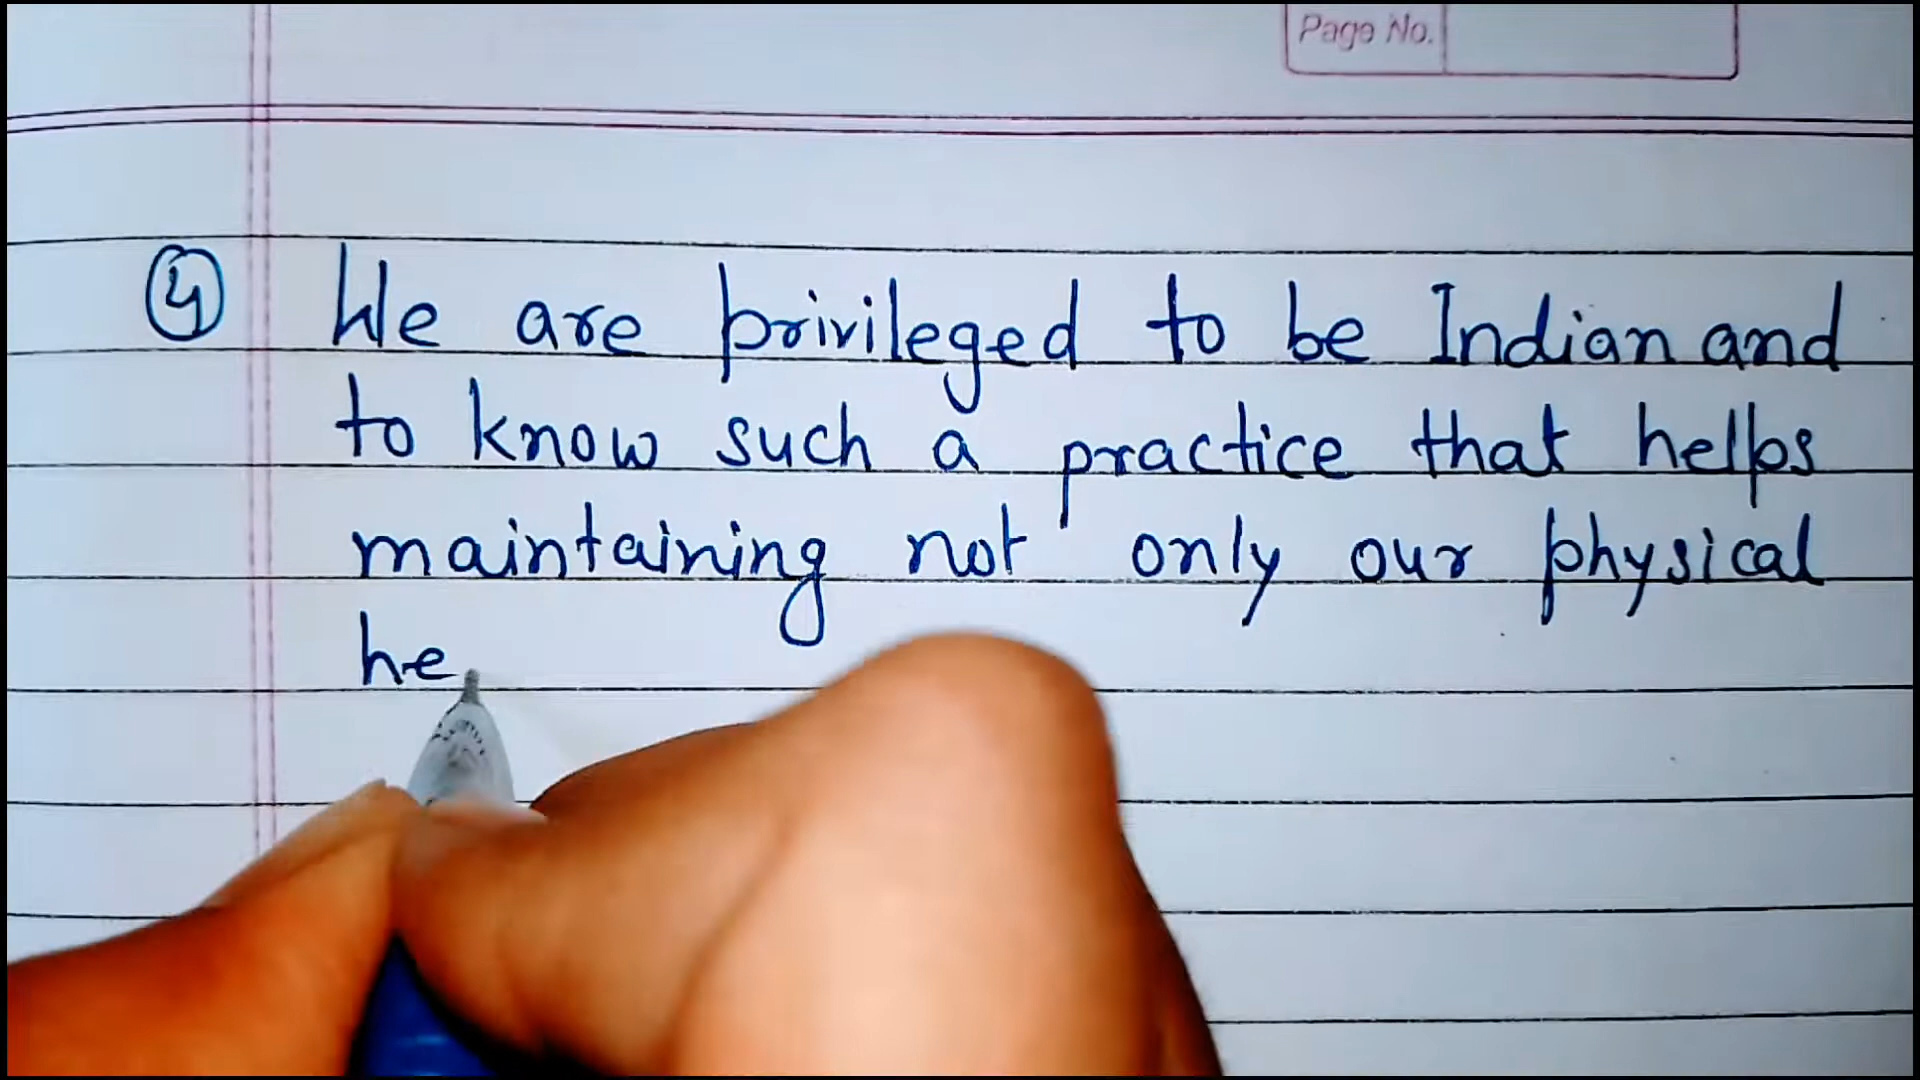 Page No.
④ We are privileged to be Indian and
to know such a practice that helps
maintaining not only our physical
he